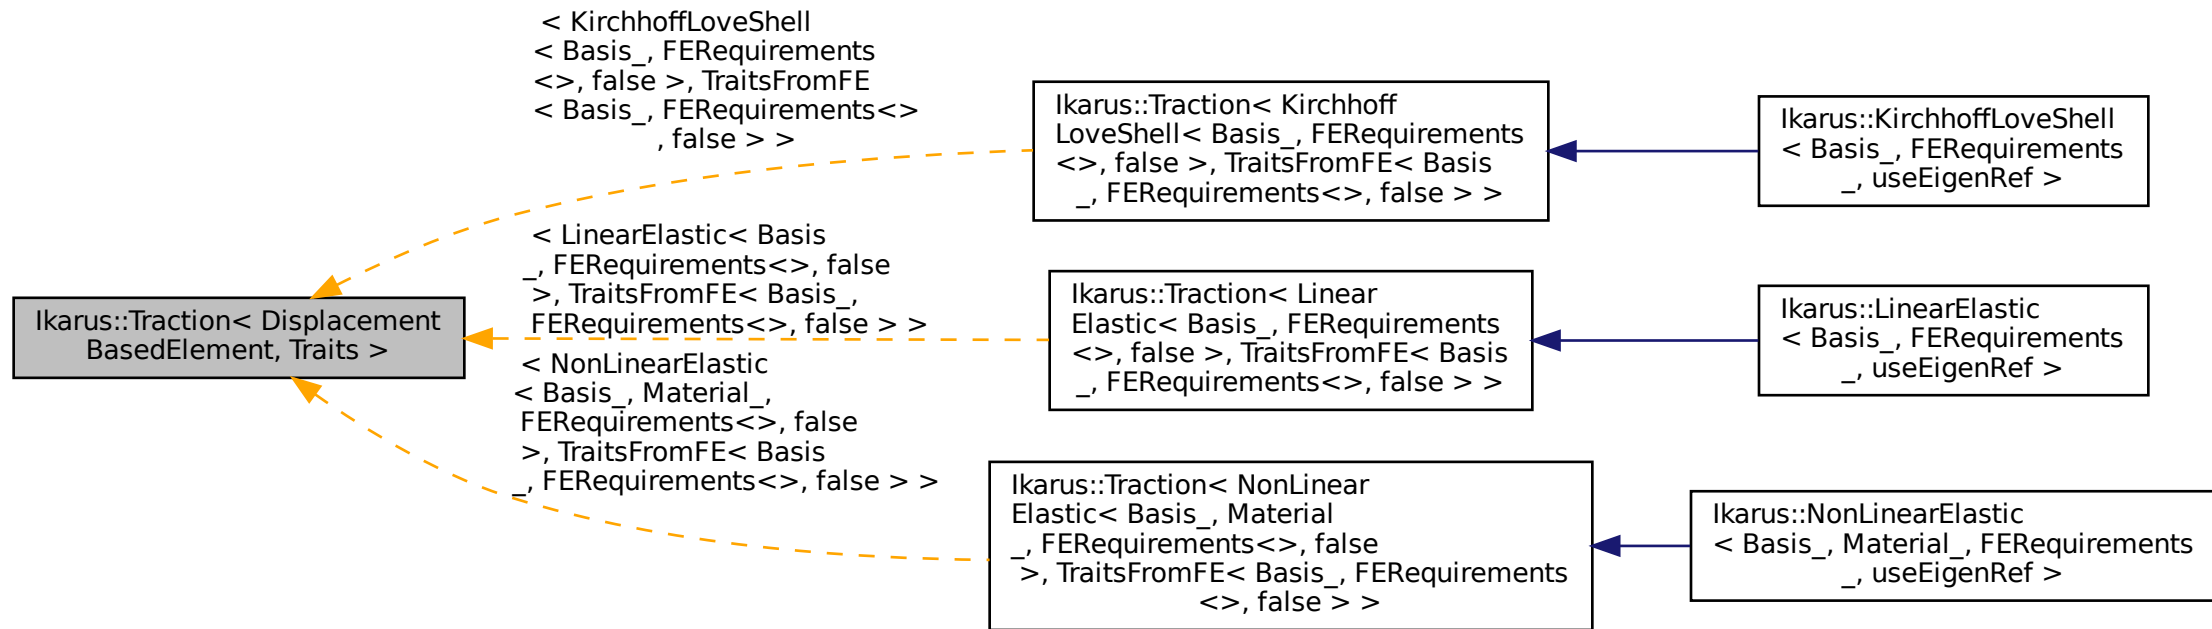 < KirchhoffLoveShell
< Basis_, FERequirements
<>, false >, TraitsFromFE
< Basis_, FERequirements<>
, false > >
Ikarus::Traction< Kirchhoff
LoveShell< Basis_, FERequirements
<>, false >, TraitsFromFE< Basis
_, FERequirements<>, false > >
Ikarus::KirchhoffLoveShell
< Basis_, FERequirements
_, useEigenRef >
< LinearElastic< Basis
_, FERequirements<>, false
>, TraitsFromFE< Basis_,
FERequirements<>, false > >
Ikarus::Traction< Linear
Elastic< Basis_, FERequirements
<>, false >, TraitsFromFE< Basis
_, FERequirements<>, false > >
Ikarus::LinearElastic
< Basis_, FERequirements
_, useEigenRef >
Ikarus::Traction< Displacement
BasedElement, Traits >
< NonLinearElastic
< Basis_, Material_,
FERequirements<>, false
>, TraitsFromFE< Basis
_, FERequirements<>, false > >
Ikarus::Traction< NonLinear
Elastic< Basis_, Material
_, FERequirements<>, false
>, TraitsFromFE< Basis_, FERequirements
<>, false > >
Ikarus::NonLinearElastic
< Basis_, Material_, FERequirements
_, useEigenRef >